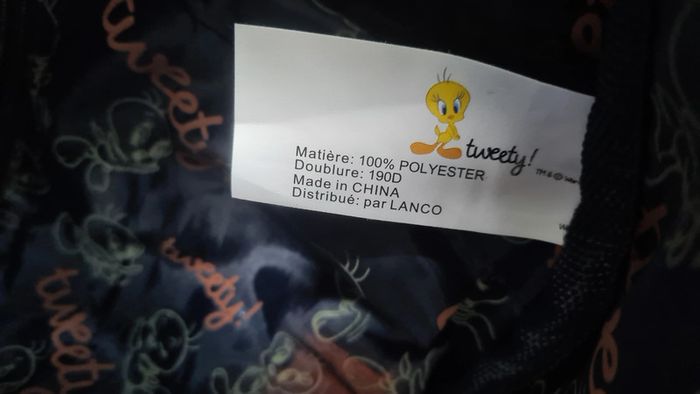 tweety!
tweety!
Matière: 100% POLYESTER
Doublure: 190D
Made in CHINA
Distribué: par LANCO
tweety!
tweety